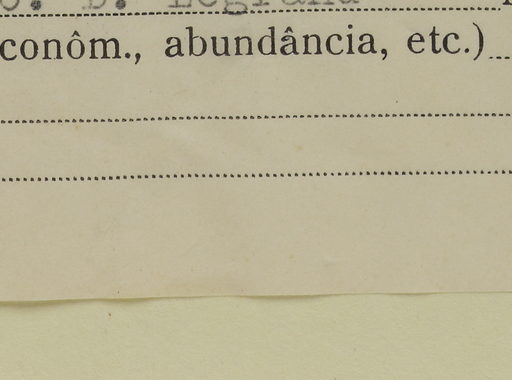 conôm., abundância, etc.)